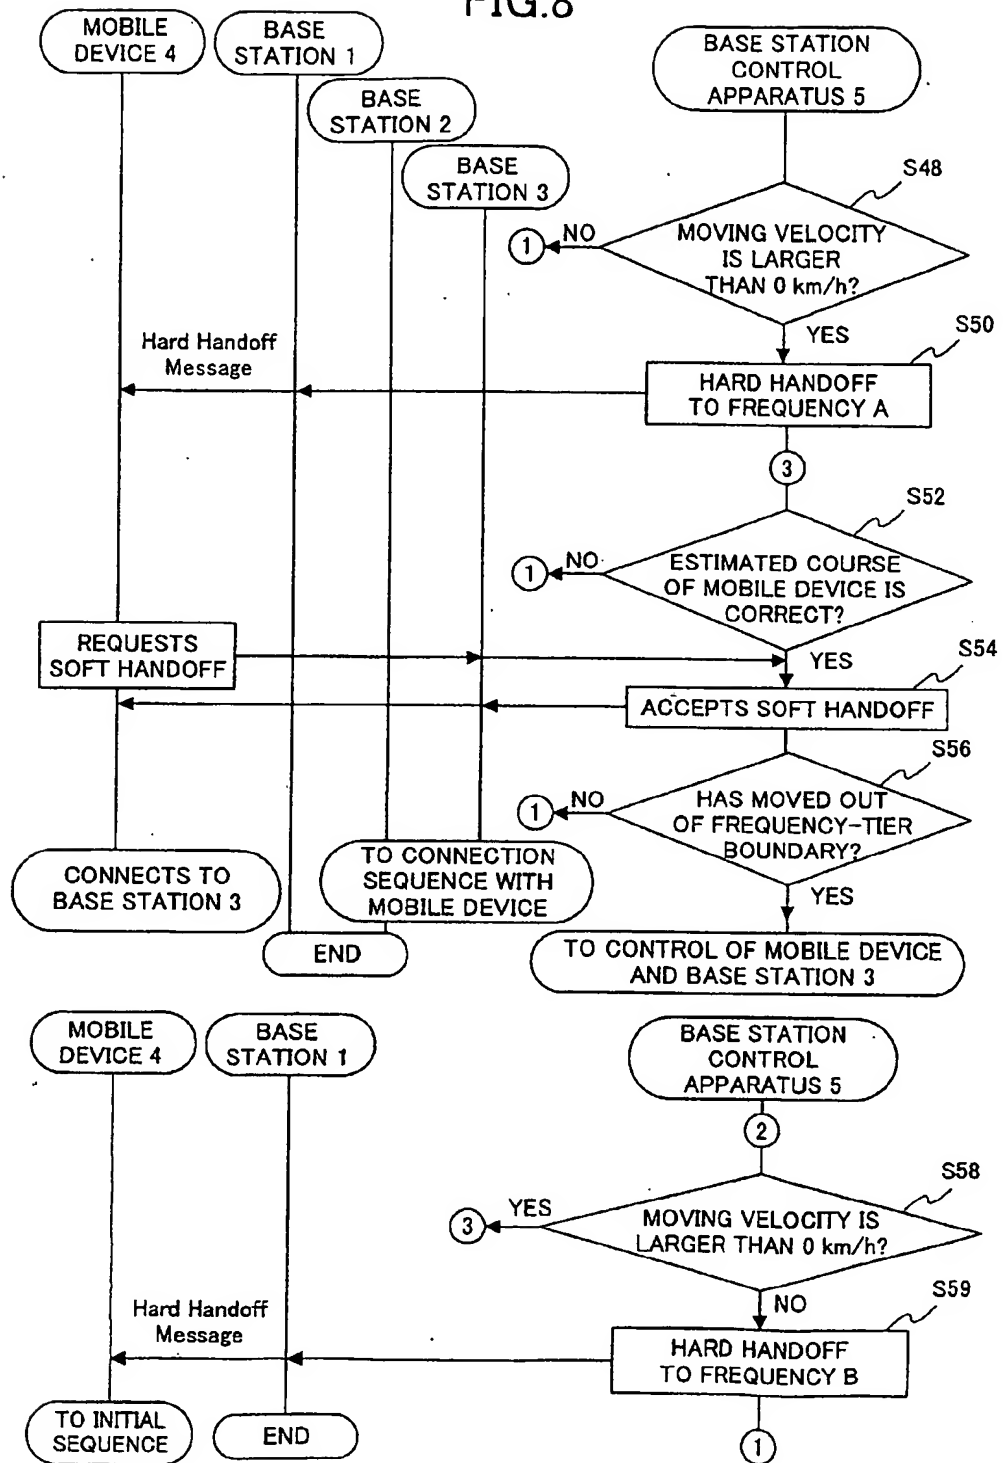 FIG.8
MOBILE
DEVICE 4
BASE
STATION 1
BASE
STATION 2
BASE
STATION 3
BASE STATION
CONTROL
APPARATUS 5
S48
MOVING VELOCITY
IS LARGER
THAN 0 km/h?
NO
1
YES
S50
Hard Handoff
Message
HARD HANDOFF
TO FREQUENCY A
3
S52
ESTIMATED COURSE
OF MOBILE DEVICE IS
CORRECT?
NO
1
REQUESTS
SOFT HANDOFF
YES
S54
ACCEPTS SOFT HANDOFF
S56
HAS MOVED OUT
OF FREQUENCY-TIER
BOUNDARY?
NO
1
YES
CONNECTS TO
BASE STATION 3
TO CONNECTION
SEQUENCE WITH
MOBILE DEVICE
END
TO CONTROL OF MOBILE DEVICE
AND BASE STATION 3
MOBILE
DEVICE 4
BASE
STATION 1
BASE STATION
CONTROL
APPARATUS 5
2
S58
MOVING VELOCITY IS
LARGER THAN 0 km/h?
YES
3
NO
S59
Hard Handoff
Message
HARD HANDOFF
TO FREQUENCY B
TO INITIAL
SEQUENCE
END
1